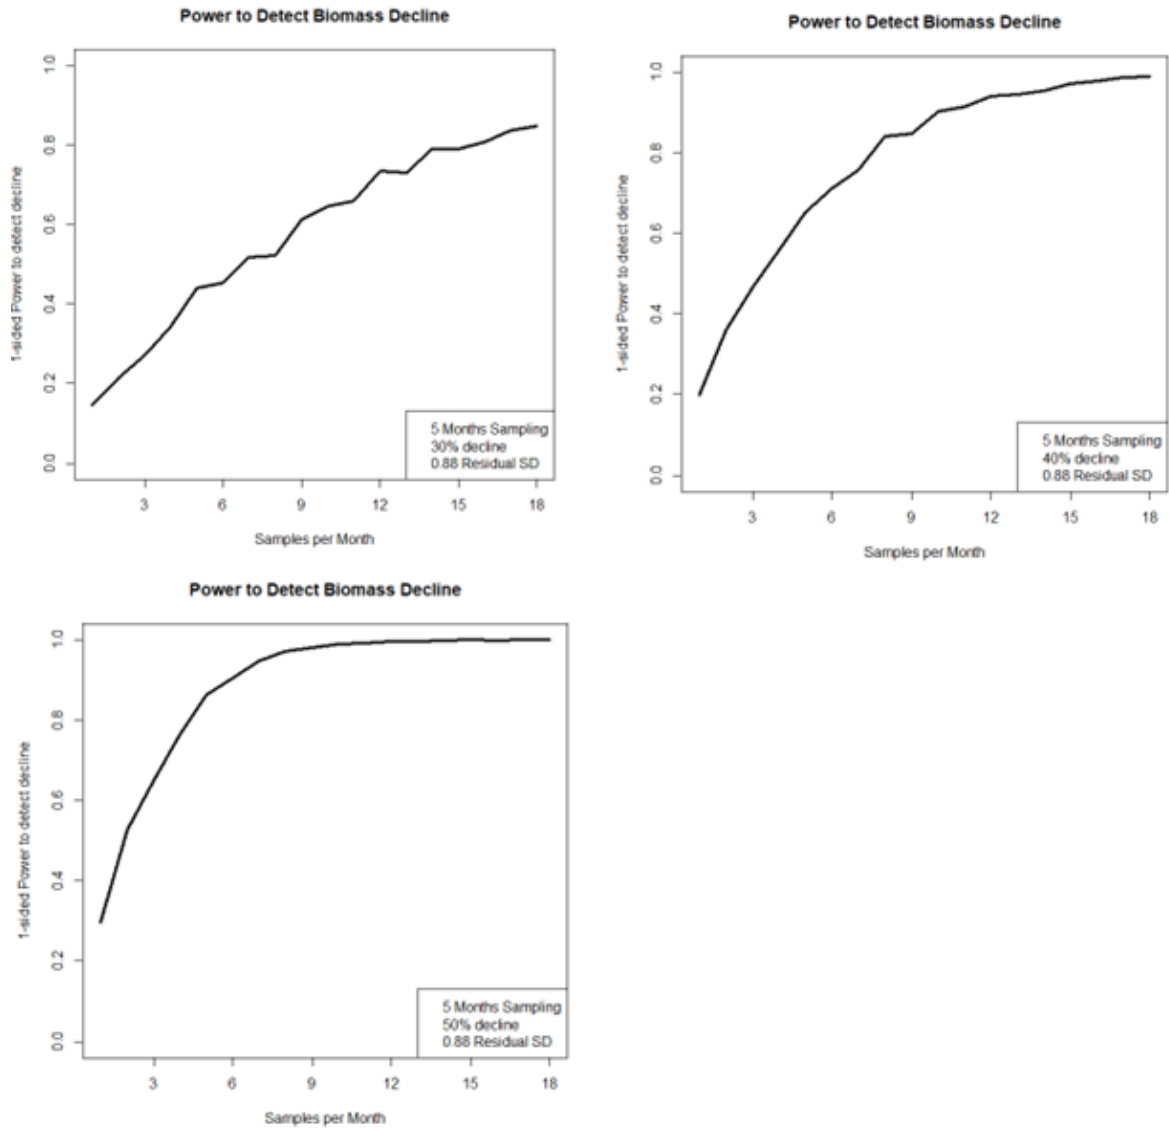 Power to Detect Biomass Decline
1-sided Power to detect decline
1.0
0.8
0.6
0.4
0.2
0.0
5 Months Sampling
30% decline
0.88 Residual SD
3 6 9 12 15 18
Samples per Month
Power to Detect Biomass Decline
1-sided Power to detect decline
1.0
0.8
0.6
0.4
0.2
0.0
5 Months Sampling
40% decline
0.88 Residual SD
3 6 9 12 15 18
Samples per Month
Power to Detect Biomass Decline
1-sided Power to detect decline
1.0
0.8
0.6
0.4
0.2
0.0
5 Months Sampling
50% decline
0.88 Residual SD
3 6 9 12 15 18
Samples per Month